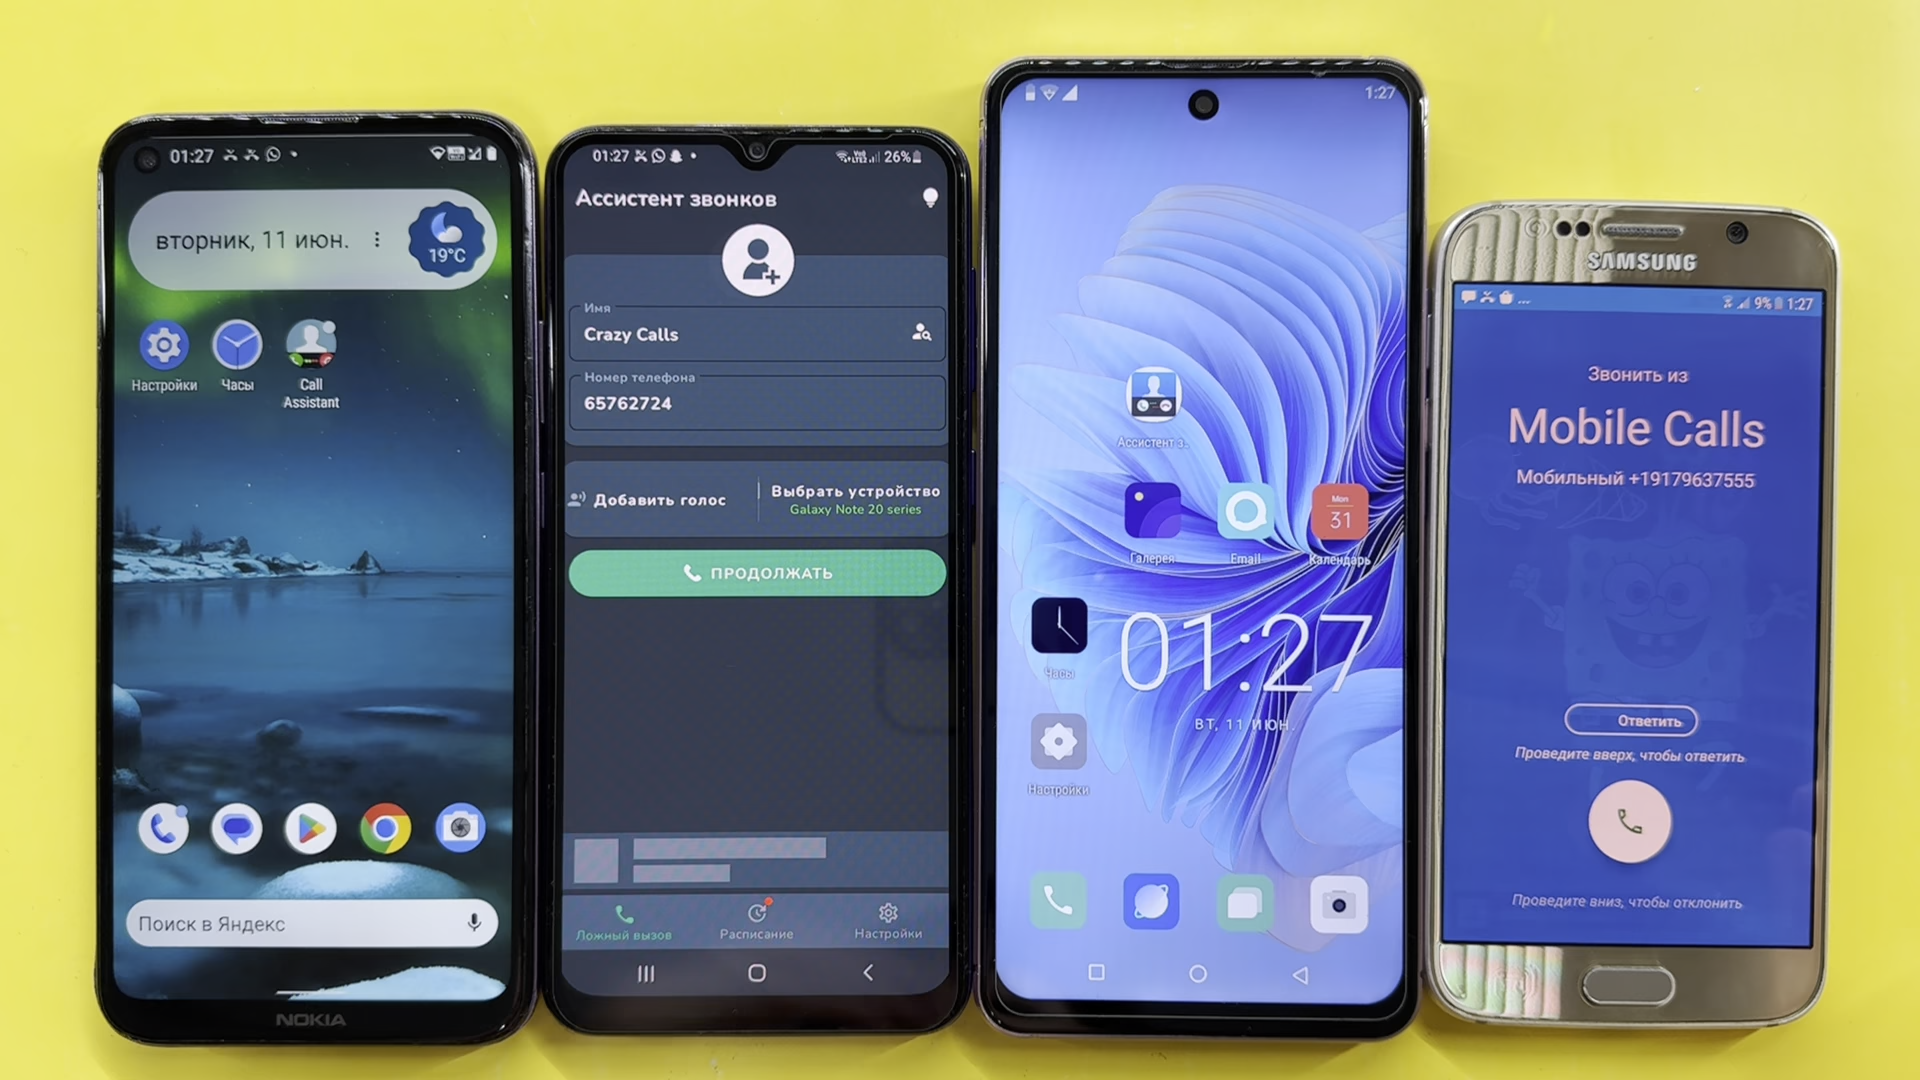 01:27
вторник, 11 июн.
19°C
Настройки
Часы
Call
Assistant
Поиск в Яндекс
NOKIA
01:27
26%
Ассистент звонков
Имя
Crazy Calls
Номер телефона
65762724
Добавить голос
Выбрать устройство
Galaxy Note 20 series
ПРОДОЛЖАТЬ
Ложный вызов
Расписание
Настройки
1:27
Ассистент з..
Mon
31
Галерея
Email
Календарь
01:27
Часы
ВТ, 11 ИЮН.
Настройки
SAMSUNG
9% 1:27
Звонить из
Mobile Calls
Мобильный +19179637555
Ответить
Проведите вверх, чтобы ответить
Проведите вниз, чтобы отклонить